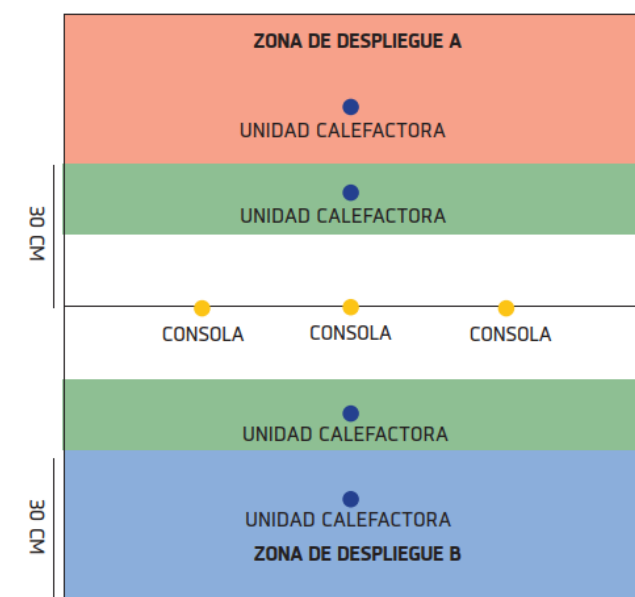 ZONA DE DESPLIEGUE A
UNIDAD CALEFACTORA
UNIDAD CALEFACTORA
30 CM
CONSOLA
CONSOLA
CONSOLA
UNIDAD CALEFACTORA
UNIDAD CALEFACTORA
30 CM
ZONA DE DESPLIEGUE B